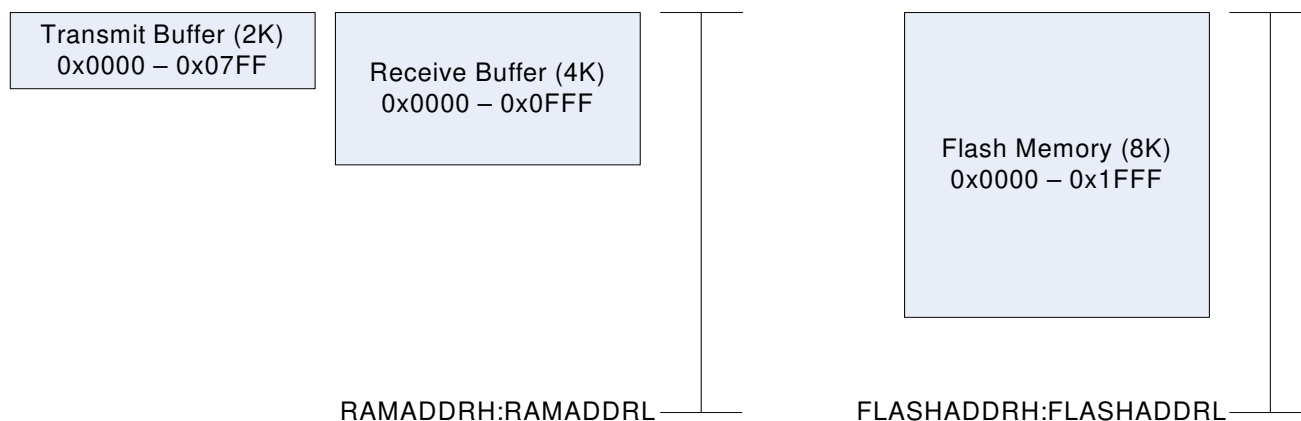 Transmit Buffer (2K)
0x0000 – 0x07FF
Receive Buffer (4K)
0x0000 – 0x0FFF
Flash Memory (8K)
0x0000 – 0x1FFF
RAMADDRH:RAMADDRL
FLASHADDRH:FLASHADDRL